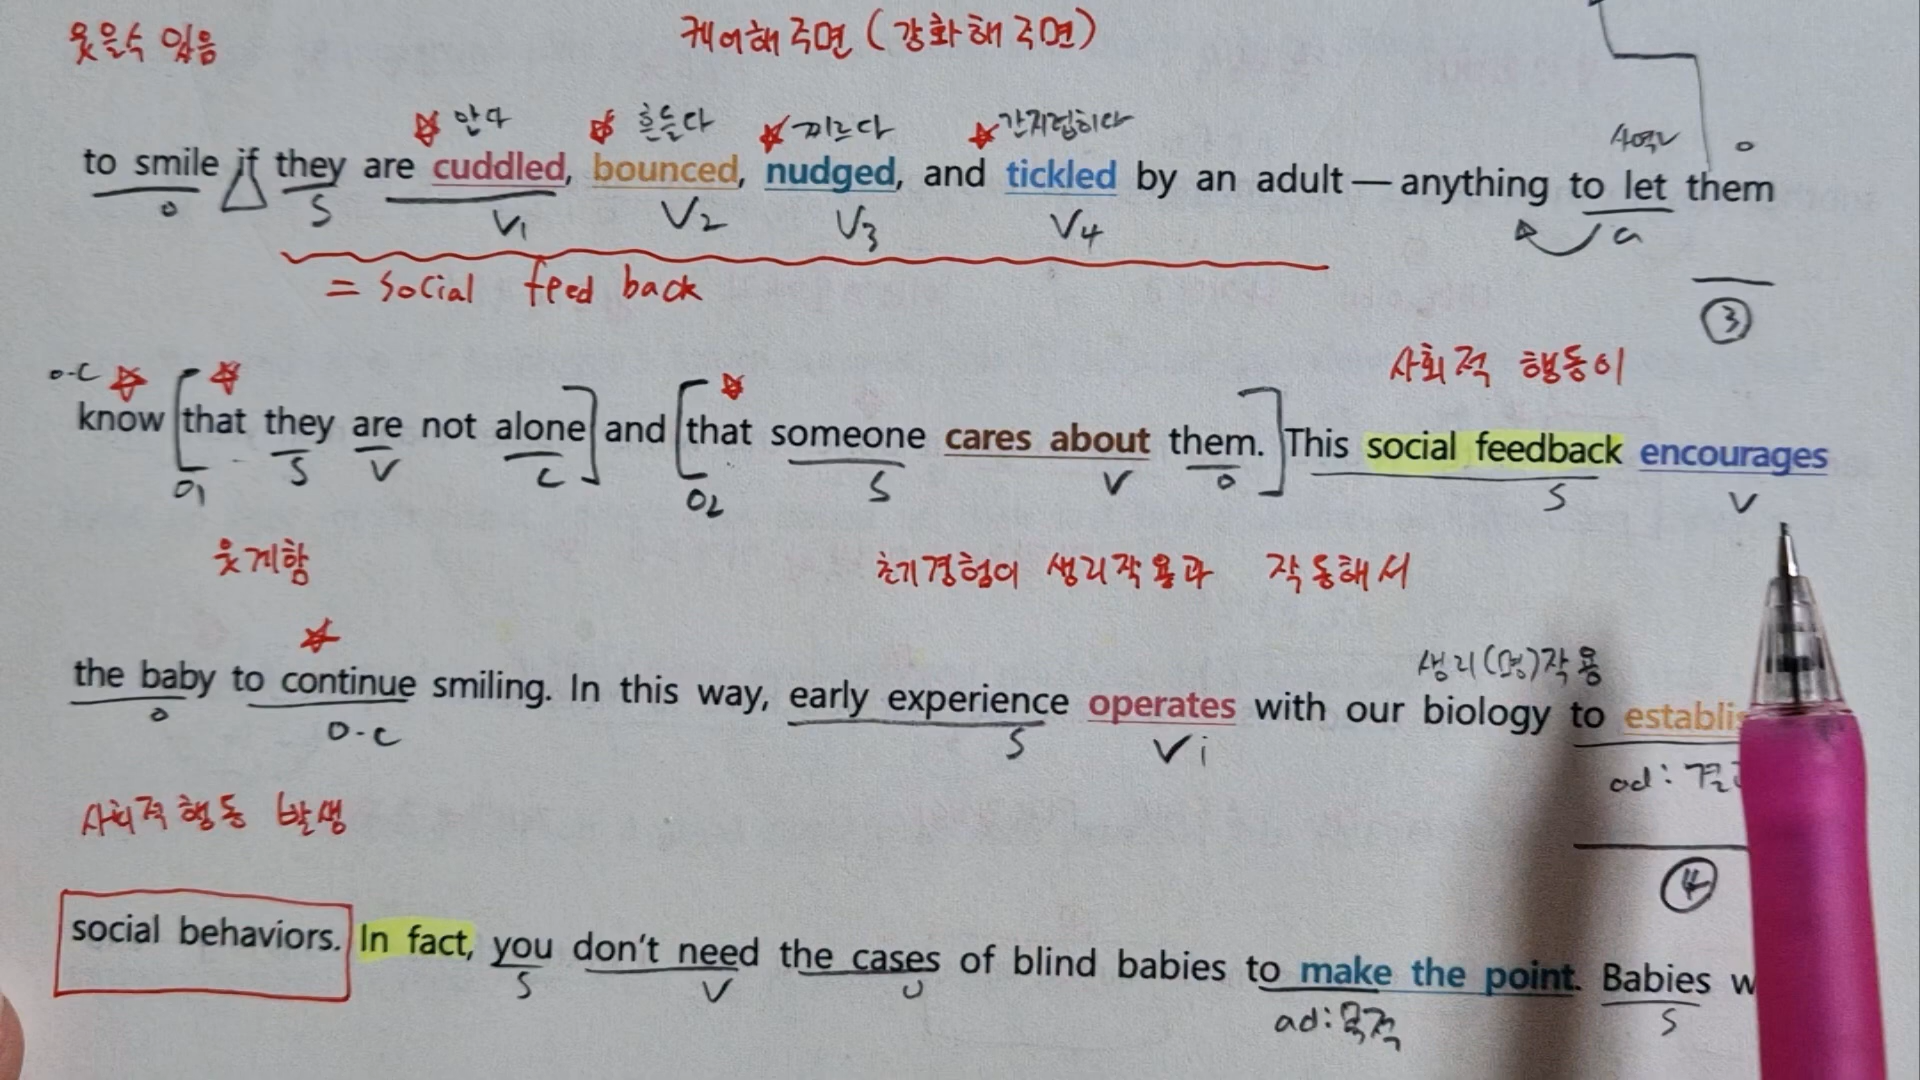 웃을수 있음 케어해 주면 (강화해 주면)
안다 흔들다 찌르다 간지럽히다 사역v o
to smile if they are cuddled, bounced, nudged, and tickled by an adult — anything to let them
o S V1 V2 V3 V4 a
= Social feed back
③
사회적 행동이
o-c
know [that they are not alone] and [that someone cares about them.] This social feedback encourages
O1 S V C O2 S V o S V
웃게함 초기경험이 생리작용과 작동해서
생리(명)작용
the baby to continue smiling. In this way, early experience operates with our biology to establis
o O-C S Vi ad:
사회적행동 발생
④
social behaviors. In fact, you don't need the cases of blind babies to make the point. Babies w
S V ad:목적 S